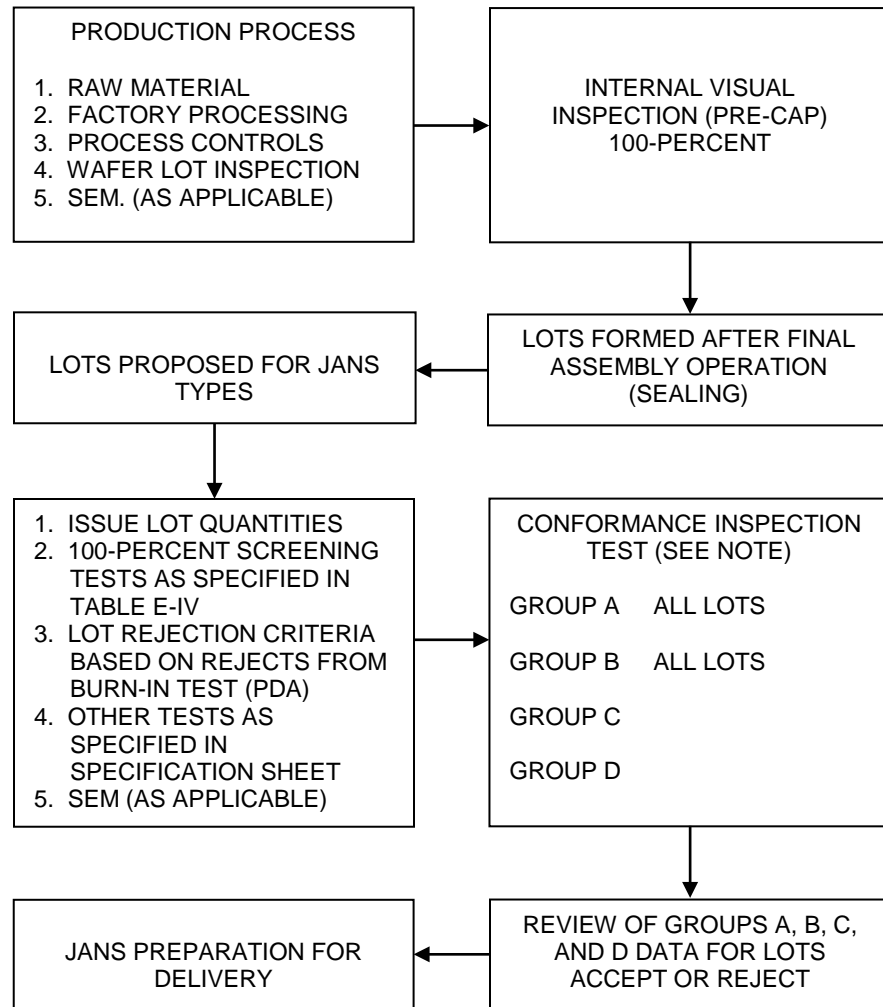 PRODUCTION PROCESS
1. RAW MATERIAL
2. FACTORY PROCESSING
3. PROCESS CONTROLS
4. WAFER LOT INSPECTION
5. SEM. (AS APPLICABLE)
INTERNAL VISUAL
INSPECTION (PRE-CAP)
100-PERCENT
LOTS FORMED AFTER FINAL
ASSEMBLY OPERATION
(SEALING)
LOTS PROPOSED FOR JANS
TYPES
1. ISSUE LOT QUANTITIES
2. 100-PERCENT SCREENING
TESTS AS SPECIFIED IN
TABLE E-IV
3. LOT REJECTION CRITERIA
BASED ON REJECTS FROM
BURN-IN TEST (PDA)
4. OTHER TESTS AS
SPECIFIED IN
SPECIFICATION SHEET
5. SEM (AS APPLICABLE)
CONFORMANCE INSPECTION
TEST (SEE NOTE)
GROUP A ALL LOTS
GROUP B ALL LOTS
GROUP C
GROUP D
REVIEW OF GROUPS A, B, C,
AND D DATA FOR LOTS
ACCEPT OR REJECT
JANS PREPARATION FOR
DELIVERY